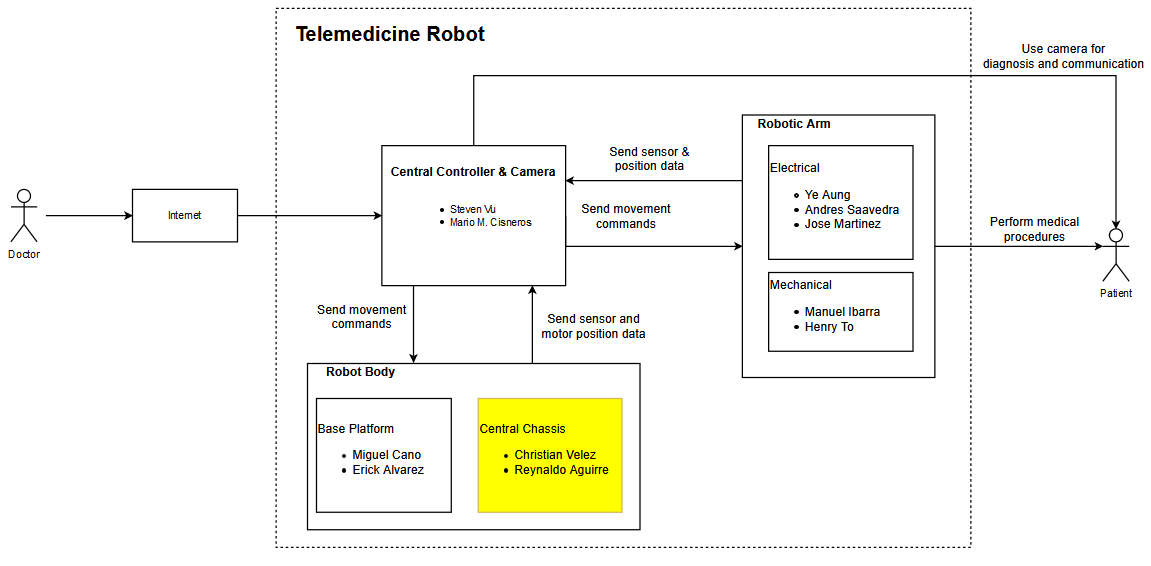 Telemedicine Robot
Use camera for
diagnosis and communication
Robotic Arm
Electrical
Ye Aung
Andres Saavedra
Jose Martinez
Mechanical
Manuel Ibarra
Henry To
Send sensor &
position data
Central Controller & Camera
Steven Vu
Mario M. Cisneros
Send movement
commands
Internet
Doctor
Perform medical
procedures
Patient
Send movement
commands
Send sensor and
motor position data
Robot Body
Base Platform
Miguel Cano
Erick Alvarez
Central Chassis
Christian Velez
Reynaldo Aguirre